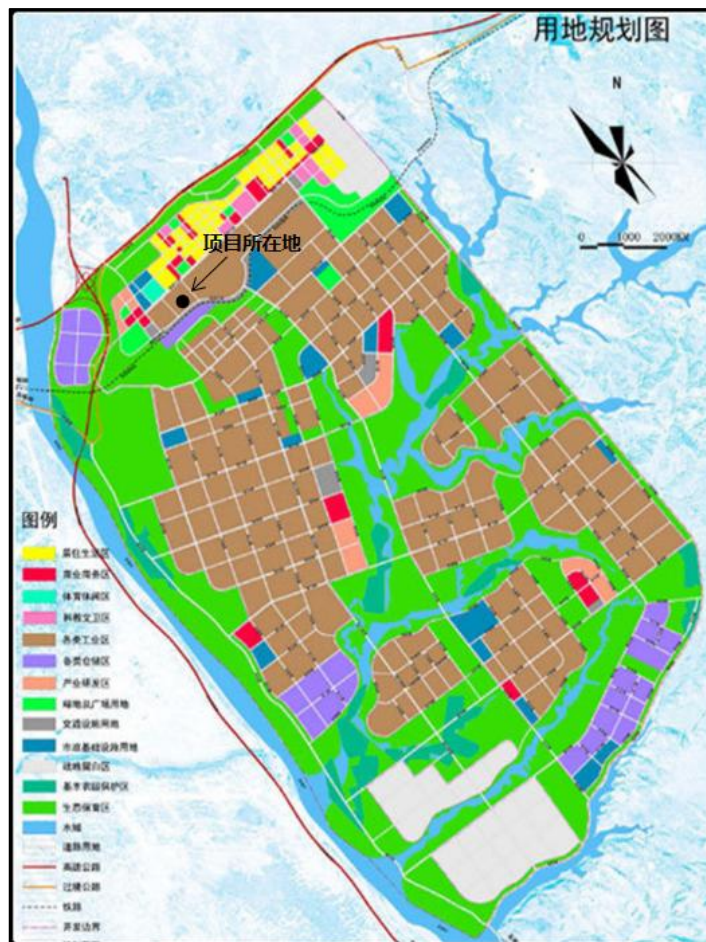 用地规划图
N
项目所在地
0 1000 2000M
图例
居住生活区
商业商务区
体育休闲区
科教文卫区
各类工业区
各类仓储区
产业研发区
绿地及广场用地
交通设施用地
市政基础设施用地
战略留白区
基本农田保护区
生态保育区
水域
道路用地
高速公路
过境公路
铁路
开发边界